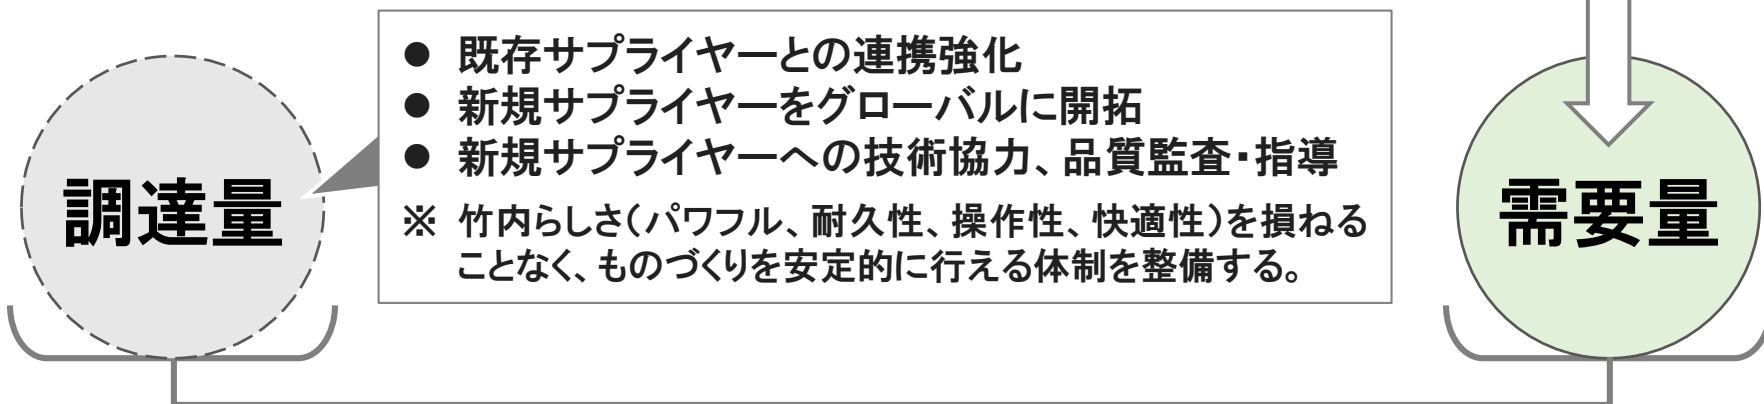 ● 既存サプライヤーとの連携強化
● 新規サプライヤーをグローバルに開拓
● 新規サプライヤーへの技術協力、品質監査・指導
※ 竹内らしさ（パワフル、耐久性、操作性、快適性）を損ねる
ことなく、ものづくりを安定的に行える体制を整備する。
調達量
需要量